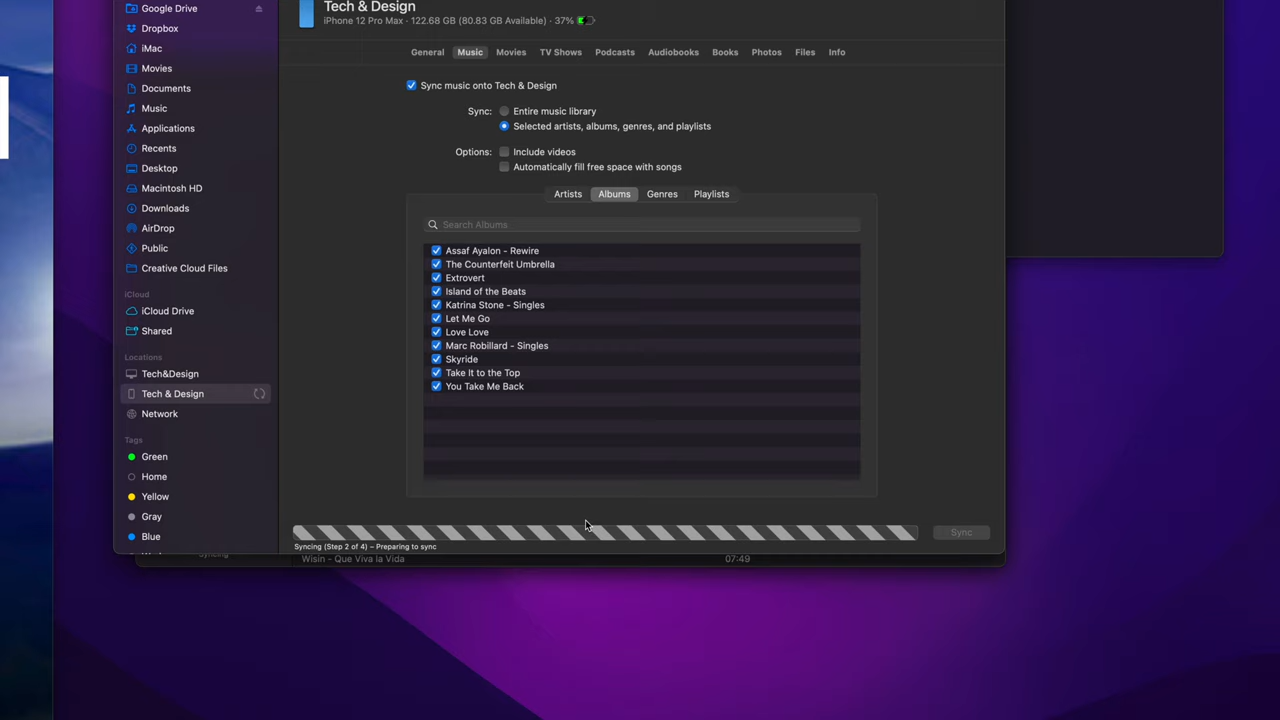 Google Drive
Dropbox
iMac
Movies
Documents
Music
Applications
Recents
Desktop
Macintosh HD
Downloads
AirDrop
Public
Creative Cloud Files
iCloud
iCloud Drive
Shared
Locations
Tech&Design
Tech & Design
Network
Tags
Green
Home
Yellow
Gray
Blue
Tech & Design
iPhone 12 Pro Max · 122.68 GB (80.83 GB Available) · 37%
General Music Movies TV Shows Podcasts Audiobooks Books Photos Files Info
Sync music onto Tech & Design
Sync: Entire music library
Selected artists, albums, genres, and playlists
Options: Include videos
Automatically fill free space with songs
Artists Albums Genres Playlists
Search Albums
Assaf Ayalon - Rewire
The Counterfeit Umbrella
Extrovert
Island of the Beats
Katrina Stone - Singles
Let Me Go
Love Love
Marc Robillard - Singles
Skyride
Take It to the Top
You Take Me Back
Sync
Syncing (Step 2 of 4) – Preparing to sync
Syncing
Wisin - Que Viva la Vida 07:49